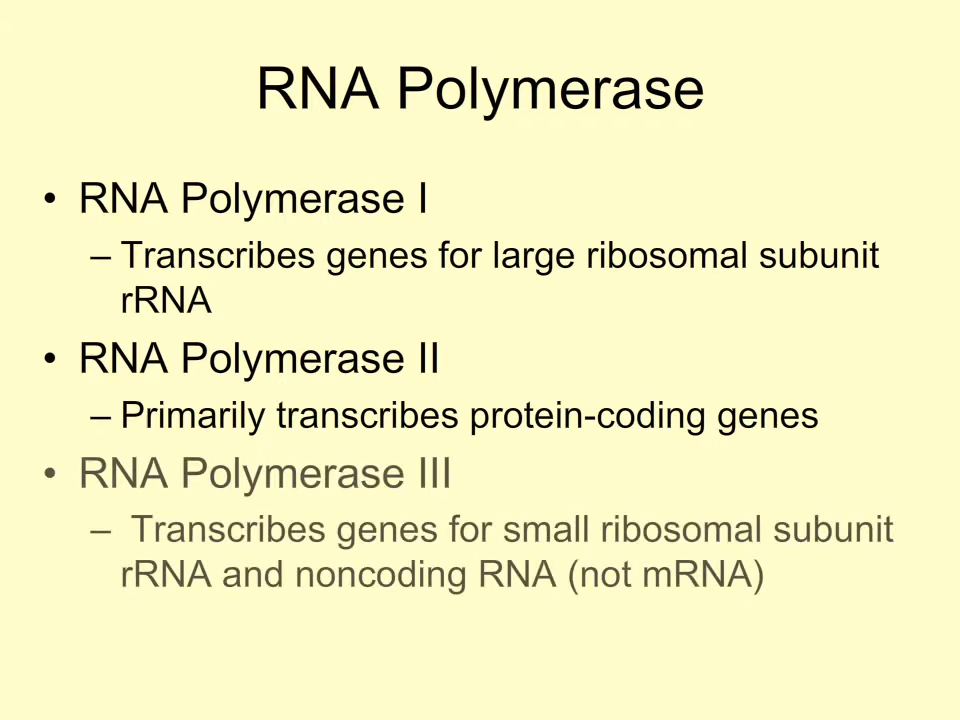 RNA Polymerase
• RNA Polymerase I
– Transcribes genes for large ribosomal subunit
rRNA
• RNA Polymerase II
– Primarily transcribes protein-coding genes
• RNA Polymerase III
– Transcribes genes for small ribosomal subunit
rRNA and noncoding RNA (not mRNA)